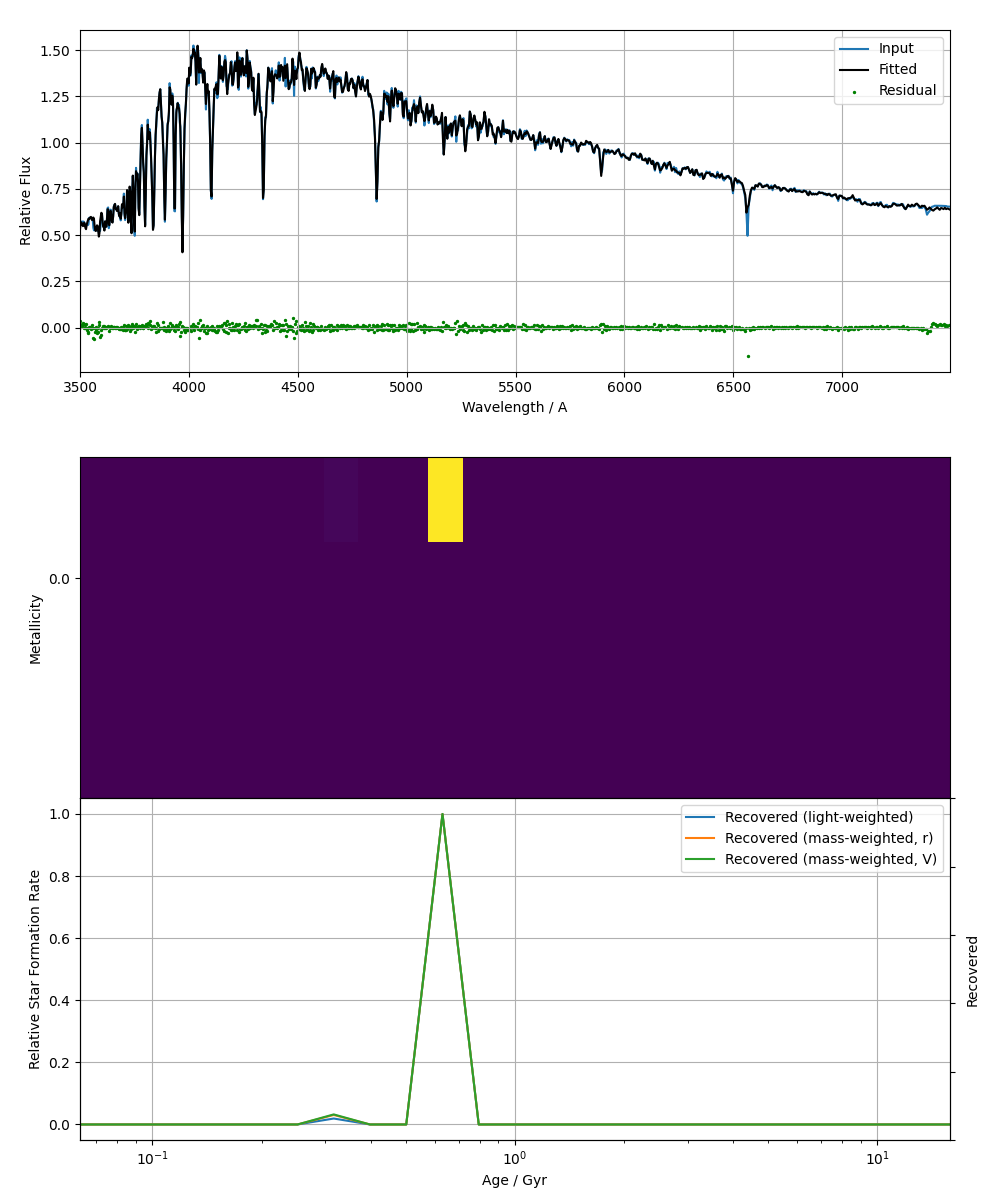 1.50
1.25
1.00
0.75
0.50
0.25
0.00
Relative Flux
Input
Fitted
Residual
3500 4000 4500 5000 5500 6000 6500 7000
Wavelength / A
0.0
Metallicity
1.0
0.8
0.6
0.4
0.2
0.0
Relative Star Formation Rate
Recovered (light-weighted)
Recovered (mass-weighted, r)
Recovered (mass-weighted, V)
Recovered
10⁻¹ 10⁰ 10¹
Age / Gyr